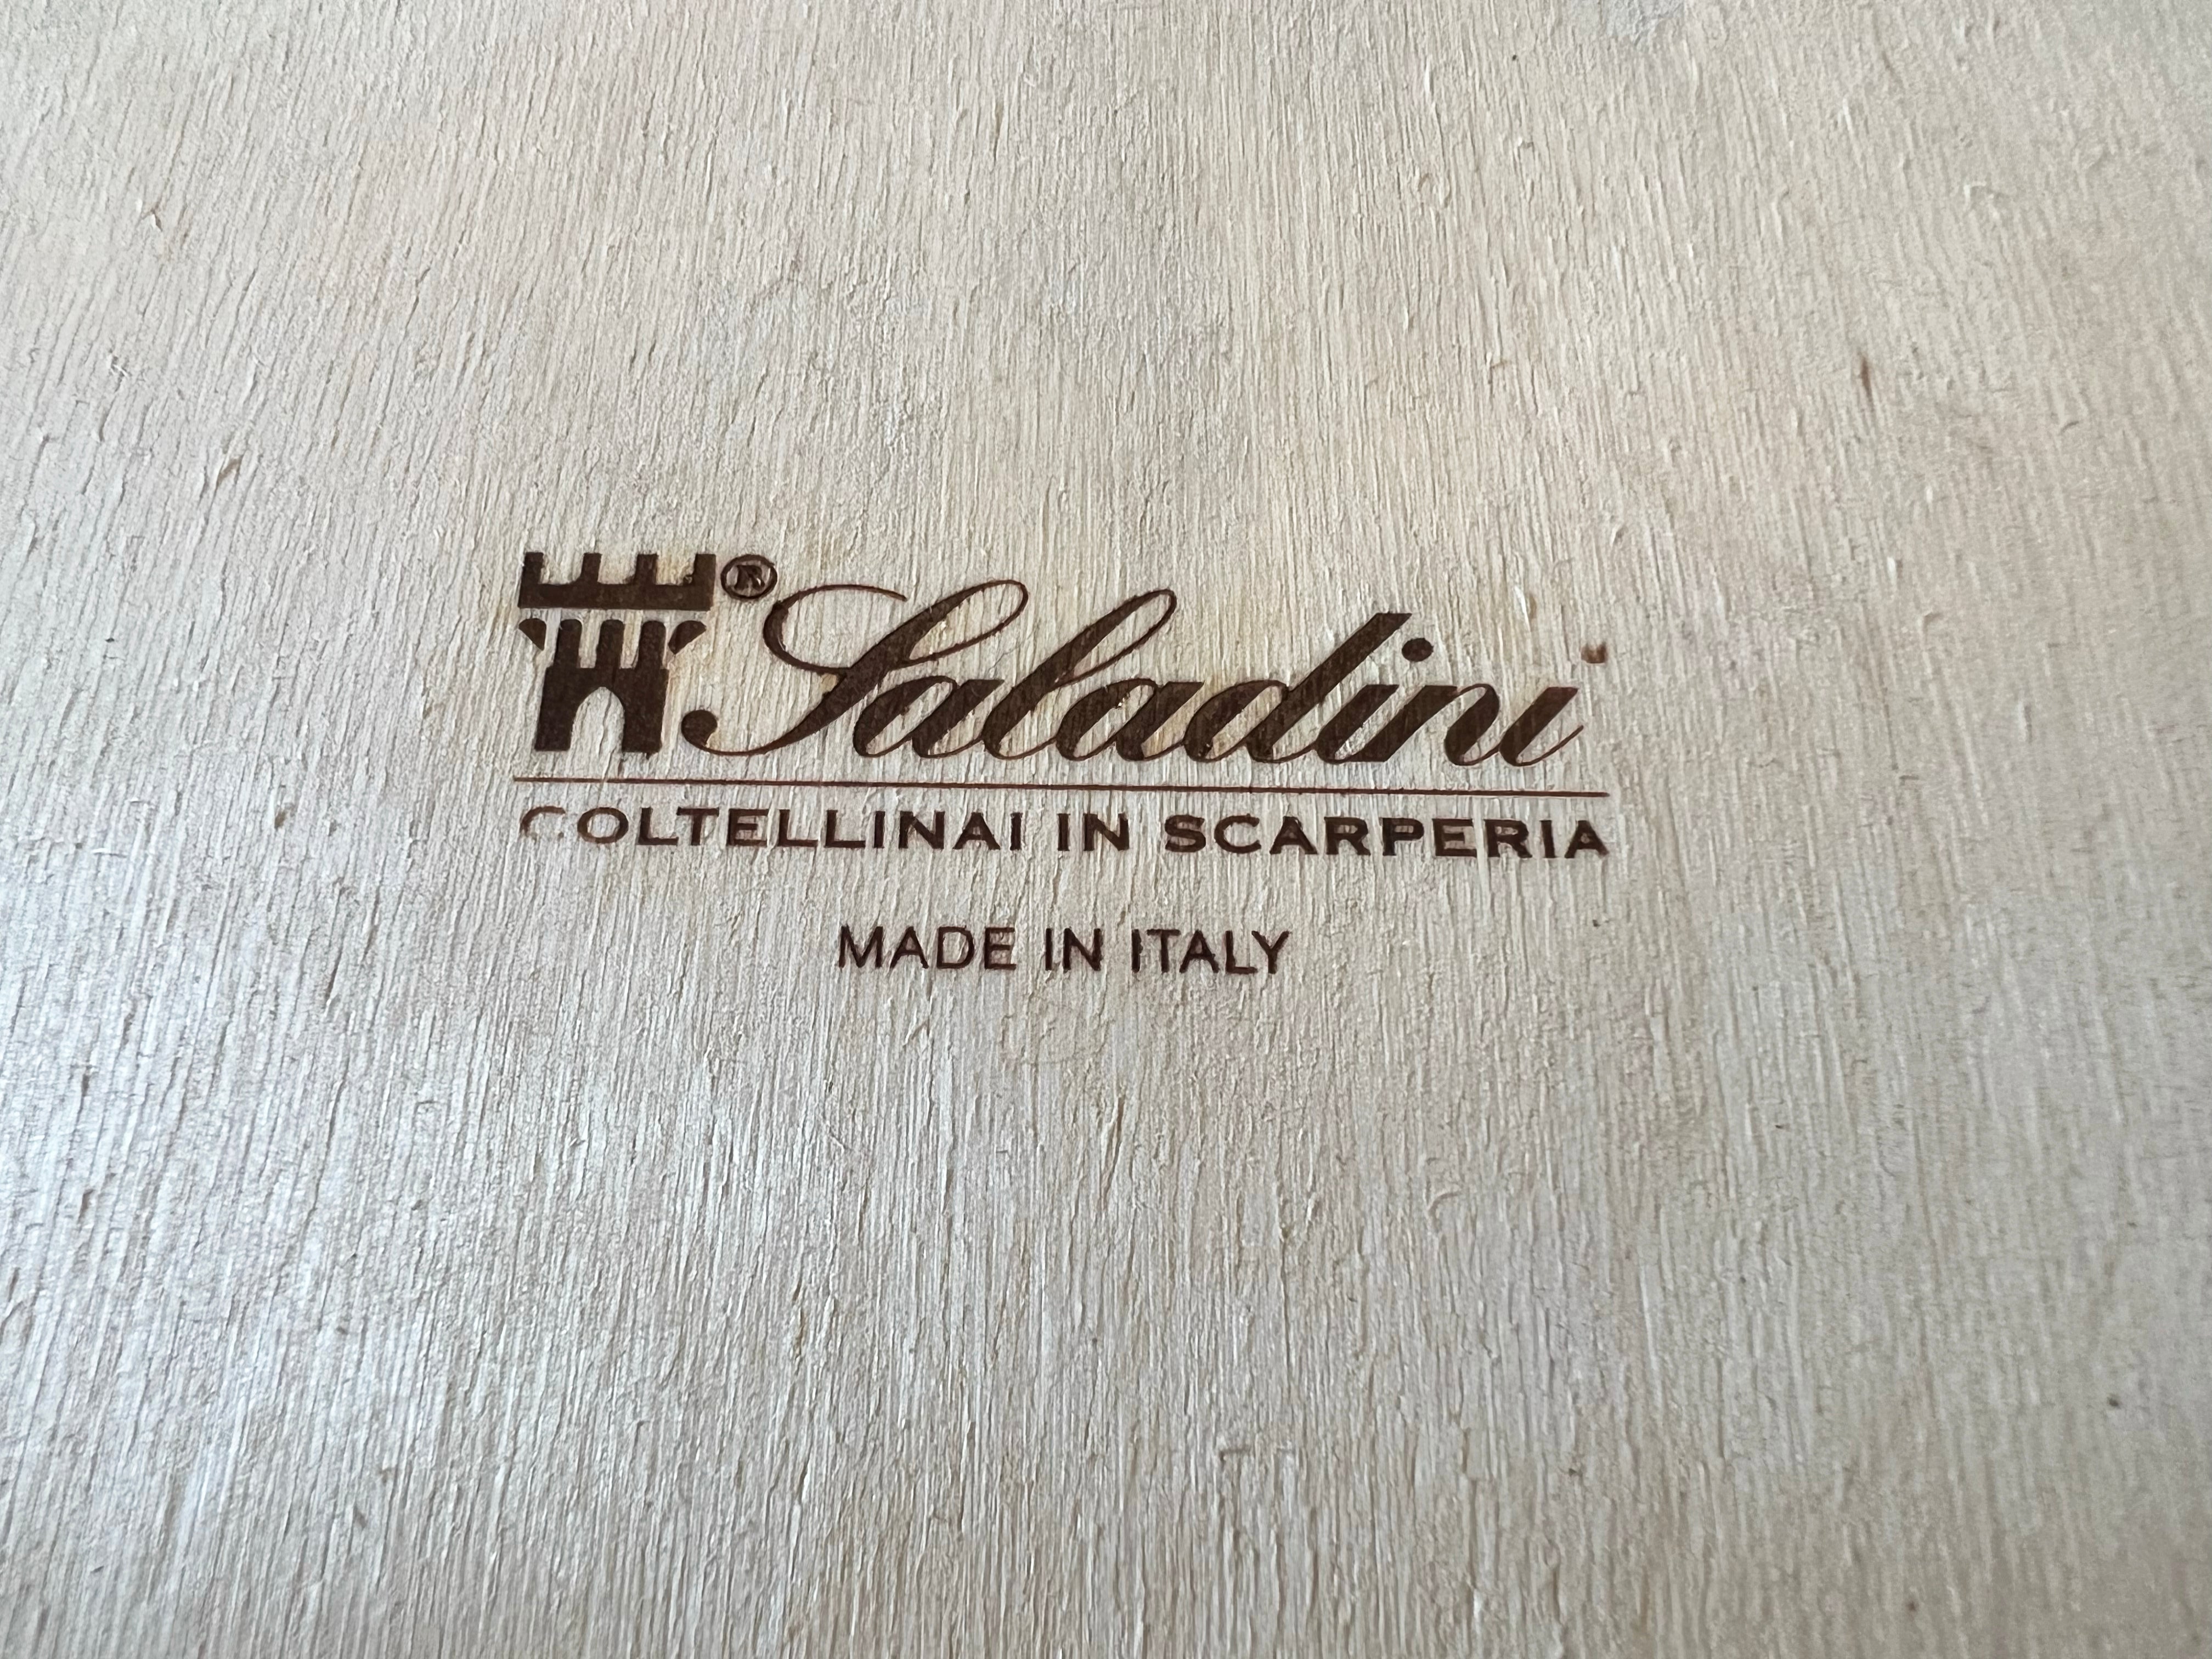 ® Saladini
COLTELLINAI IN SCARPERIA
MADE IN ITALY